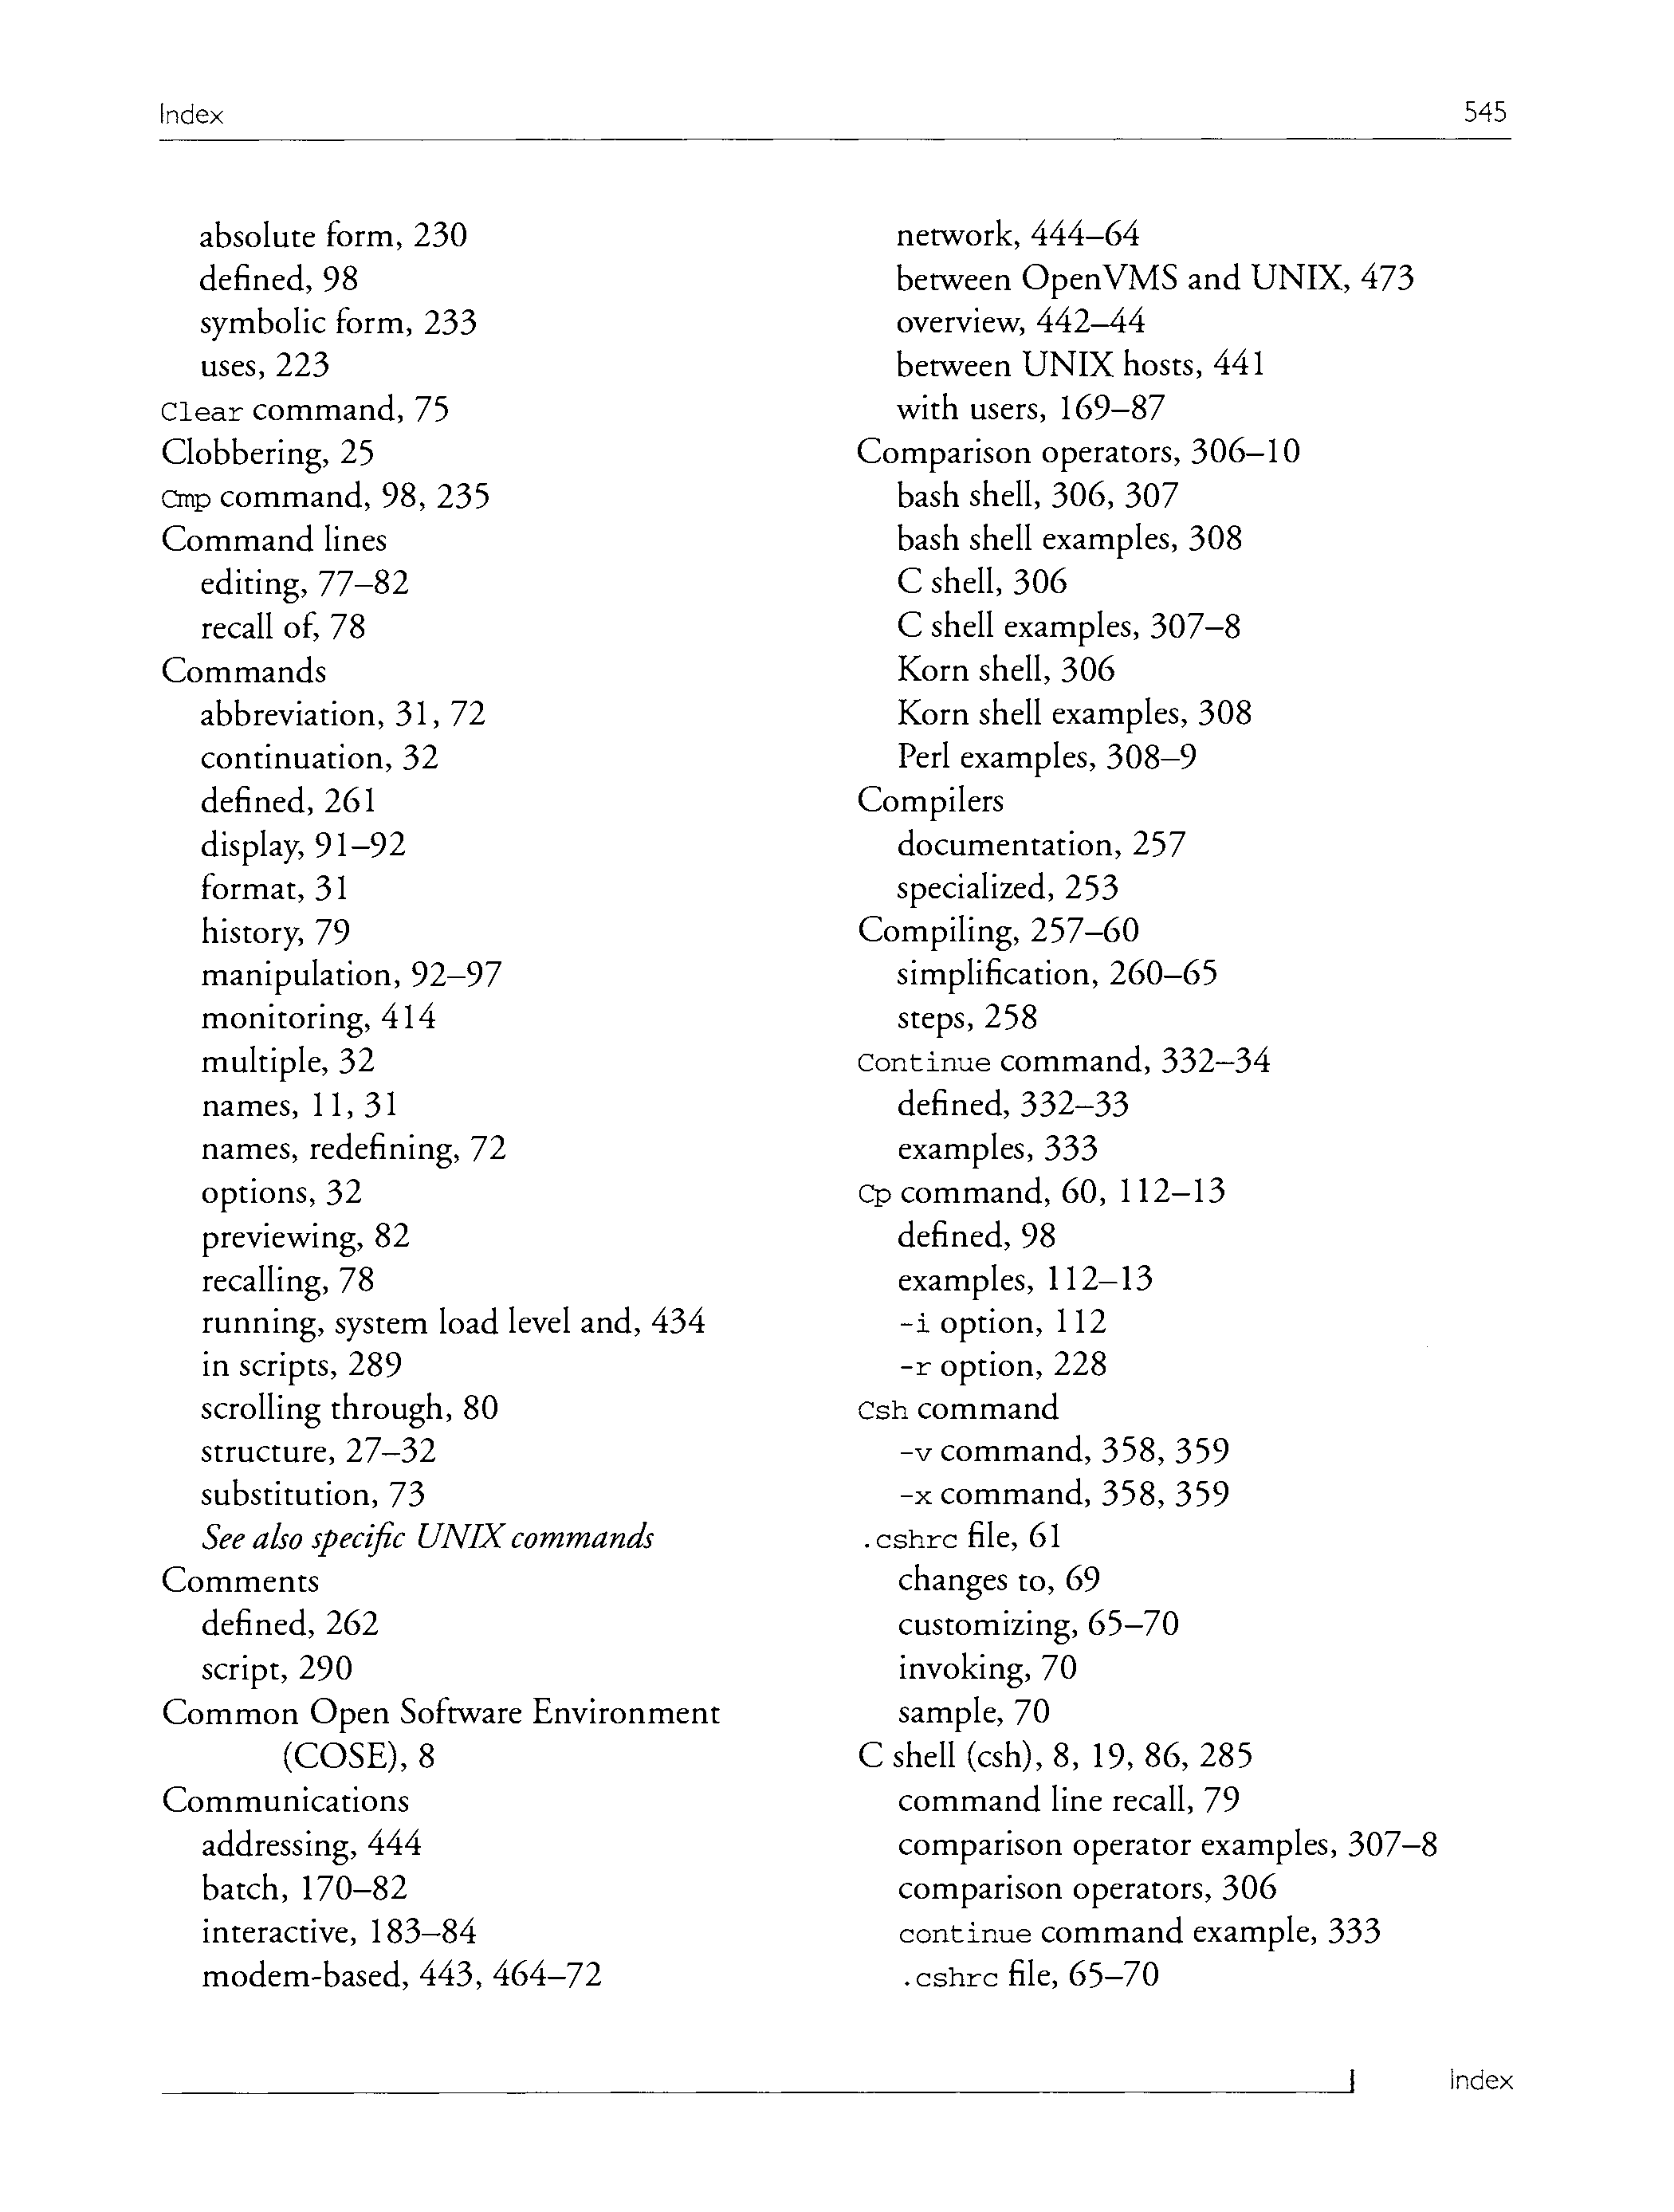 Index 545
absolute form, 230
defined, 98
symbolic form, 233
uses, 223
Clear command, 75
Clobbering, 25
Cmp command, 98, 235
Command lines
editing, 77–82
recall of, 78
Commands
abbreviation, 31, 72
continuation, 32
defined, 261
display, 91–92
format, 31
history, 79
manipulation, 92–97
monitoring, 414
multiple, 32
names, 11, 31
names, redefining, 72
options, 32
previewing, 82
recalling, 78
running, system load level and, 434
in scripts, 289
scrolling through, 80
structure, 27–32
substitution, 73
See also specific UNIX commands
Comments
defined, 262
script, 290
Common Open Software Environment
(COSE), 8
Communications
addressing, 444
batch, 170–82
interactive, 183–84
modem-based, 443, 464–72
network, 444–64
between OpenVMS and UNIX, 473
overview, 442–44
between UNIX hosts, 441
with users, 169–87
Comparison operators, 306–10
bash shell, 306, 307
bash shell examples, 308
C shell, 306
C shell examples, 307–8
Korn shell, 306
Korn shell examples, 308
Perl examples, 308–9
Compilers
documentation, 257
specialized, 253
Compiling, 257–60
simplification, 260–65
steps, 258
Continue command, 332–34
defined, 332–33
examples, 333
Cp command, 60, 112–13
defined, 98
examples, 112–13
-i option, 112
-r option, 228
Csh command
-v command, 358, 359
-x command, 358, 359
.cshrc file, 61
changes to, 69
customizing, 65–70
invoking, 70
sample, 70
C shell (csh), 8, 19, 86, 285
command line recall, 79
comparison operator examples, 307–8
comparison operators, 306
continue command example, 333
.cshrc file, 65–70
Index